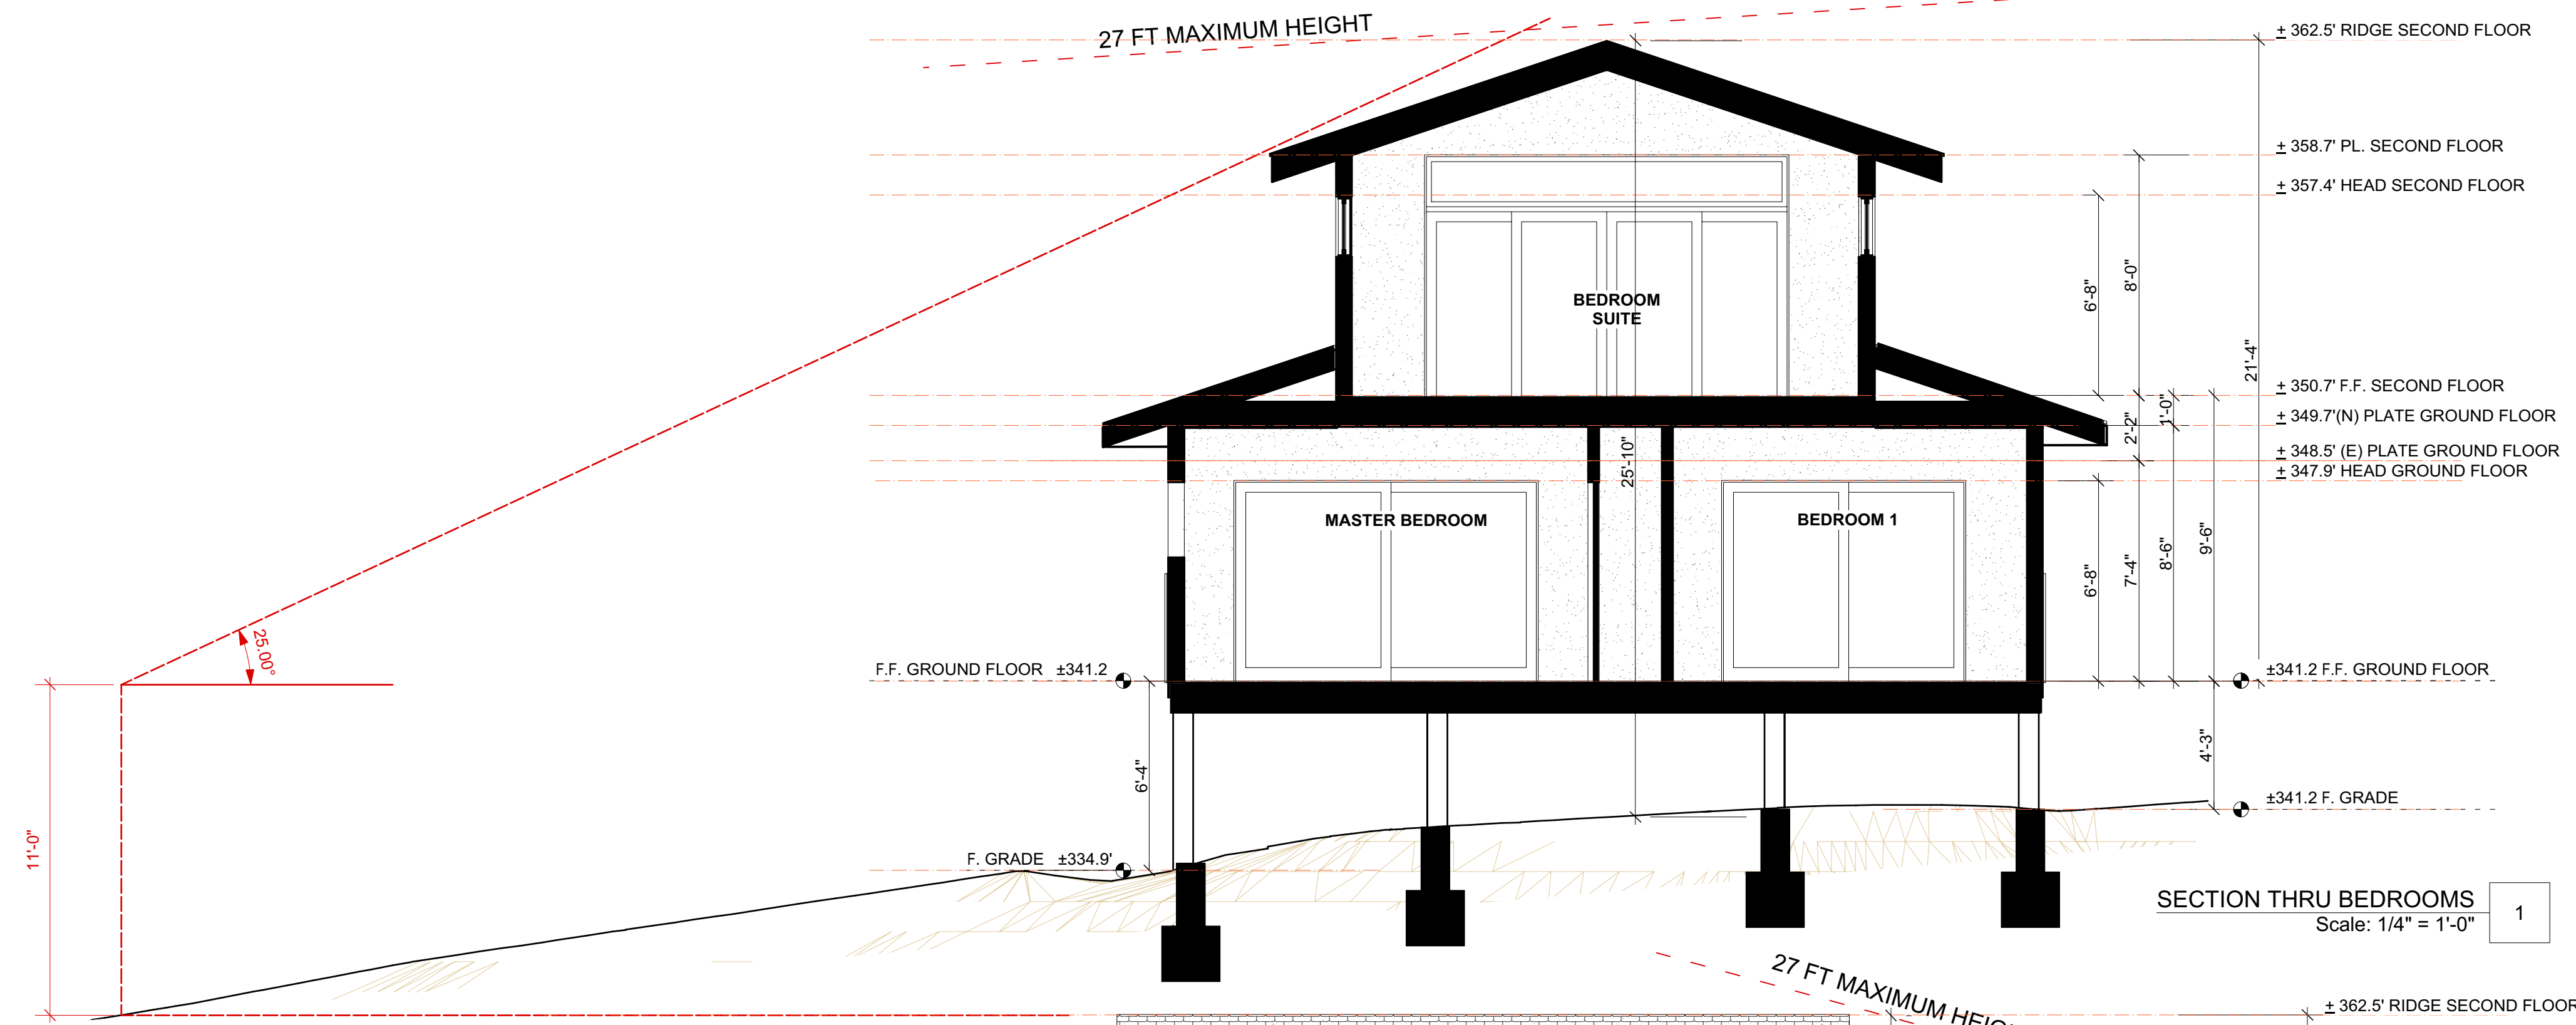 27 FT MAXIMUM HEIGHT
± 362.5' RIDGE SECOND FLOOR
± 358.7' PL. SECOND FLOOR
± 357.4' HEAD SECOND FLOOR
BEDROOM
SUITE
6'-8"
8'-0"
21'-4"
± 350.7' F.F. SECOND FLOOR
± 349.7'(N) PLATE GROUND FLOOR
± 348.5' (E) PLATE GROUND FLOOR
± 347.9' HEAD GROUND FLOOR
1'-0"
2'-2"
25'-10"
MASTER BEDROOM
BEDROOM 1
6'-8"
7'-4"
8'-6"
9'-6"
25.00°
F.F. GROUND FLOOR ±341.2
±341.2 F.F. GROUND FLOOR
6'-4"
4'-3"
±341.2 F. GRADE
11'-0"
F. GRADE ±334.9'
SECTION THRU BEDROOMS
Scale: 1/4" = 1'-0"
1
27 FT MAXIMUM HEIG
± 362.5' RIDGE SECOND FLOOR